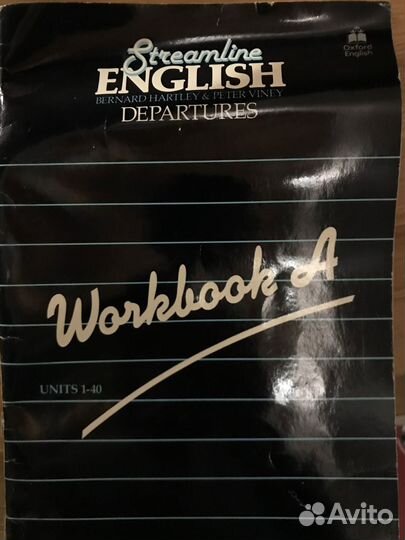 Streamline
ENGLISH
BERNARD HARTLEY & PETER VINEY
DEPARTURES
Oxford
English
Workbook A
UNITS 1-40
Avito